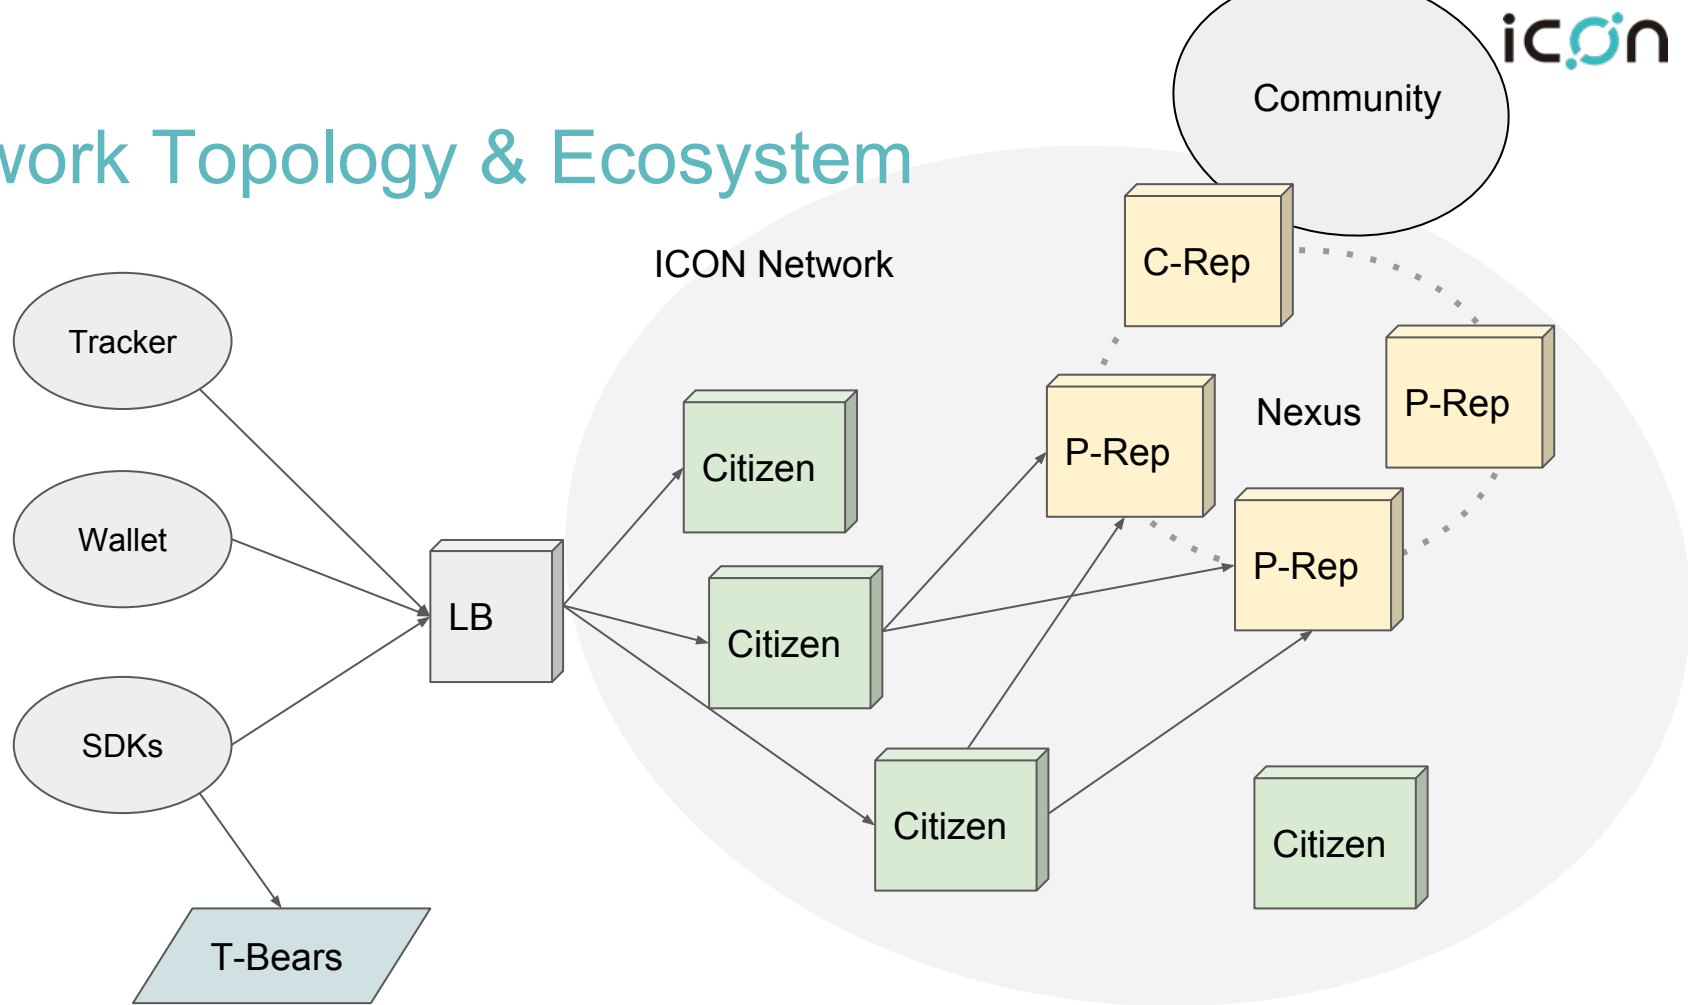 icon
Community
work Topology & Ecosystem
ICON Network
C-Rep
Tracker
P-Rep
Nexus
P-Rep
Citizen
Wallet
P-Rep
LB
Citizen
SDKs
Citizen
Citizen
T-Bears